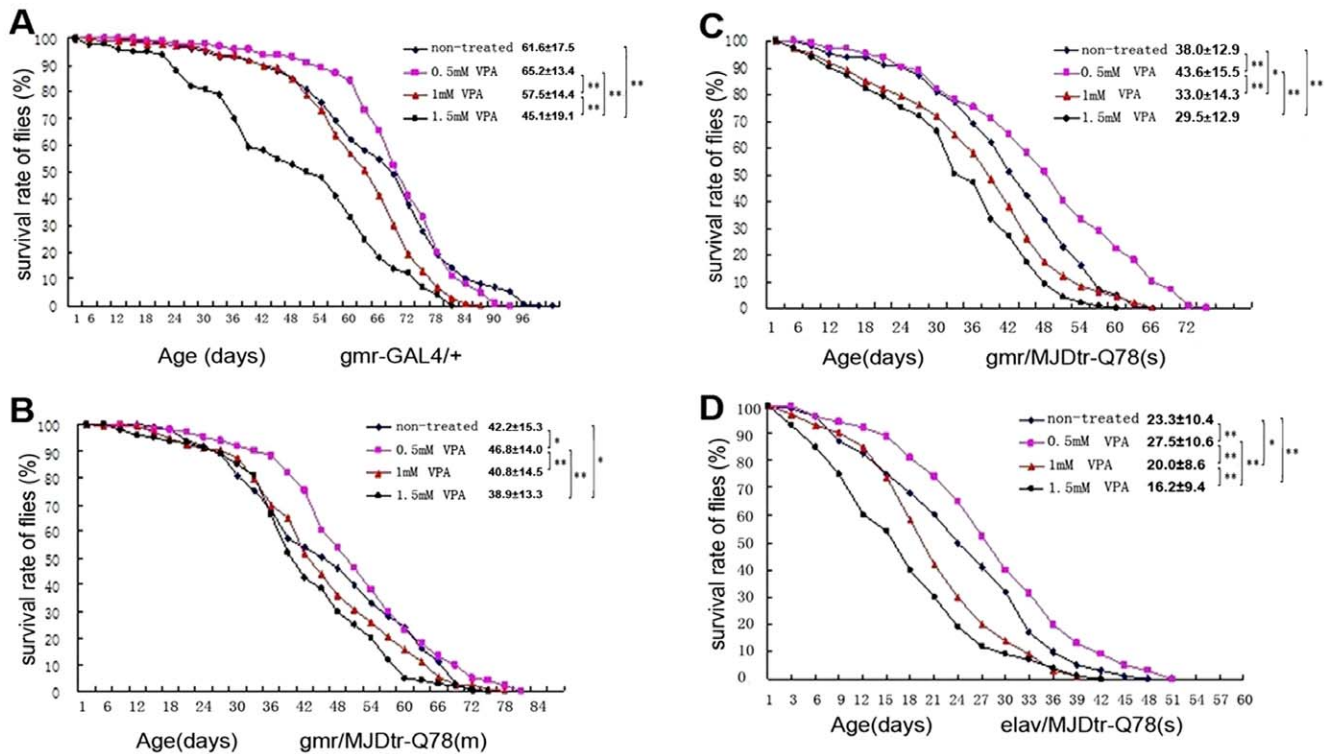 A
100
90
80
70
60
50
40
30
20
10
0
survival rate of flies (%)
non-treated 61.6±17.5
0.5mM VPA 65.2±13.4
1mM VPA 57.5±14.4
1.5mM VPA 45.1±19.1
** ** ** **
1 6 12 18 24 30 36 42 48 54 60 66 72 78 84 90 96
Age (days) gmr-GAL4/+
C
100
90
80
70
60
50
40
30
20
10
0
survival rate of flies (%)
non-treated 38.0±12.9
0.5mM VPA 43.6±15.5
1mM VPA 33.0±14.3
1.5mM VPA 29.5±12.9
** ** * ** **
1 6 12 18 24 30 36 42 48 54 60 66 72
Age(days) gmr/MJDtr-Q78(s)
B
100
90
80
70
60
50
40
30
20
10
0
survival rate of flies (%)
non-treated 42.2±15.3
0.5mM VPA 46.8±14.0
1mM VPA 40.8±14.5
1.5mM VPA 38.9±13.3
* ** ** *
1 6 12 18 24 30 36 42 48 54 60 66 72 78 84
Age(days) gmr/MJDtr-Q78(m)
D
100
90
80
70
60
50
40
30
20
10
0
survival rate of flies (%)
non-treated 23.3±10.4
0.5mM VPA 27.5±10.6
1mM VPA 20.0±8.6
1.5mM VPA 16.2±9.4
** ** ** ** * **
1 3 6 9 12 15 18 21 24 27 30 33 36 39 42 45 48 51 54 57 60
Age(days) elav/MJDtr-Q78(s)